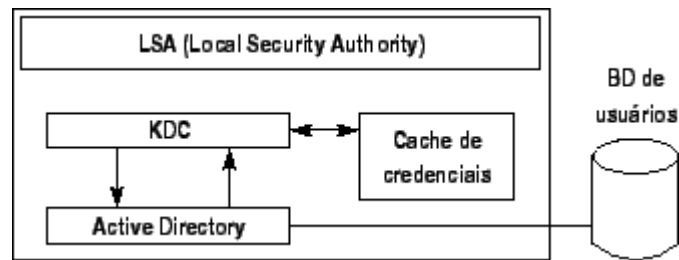 LSA (Local Security Authority)
BD de
usuários
KDC
Cache de
credenciais
Active Directory